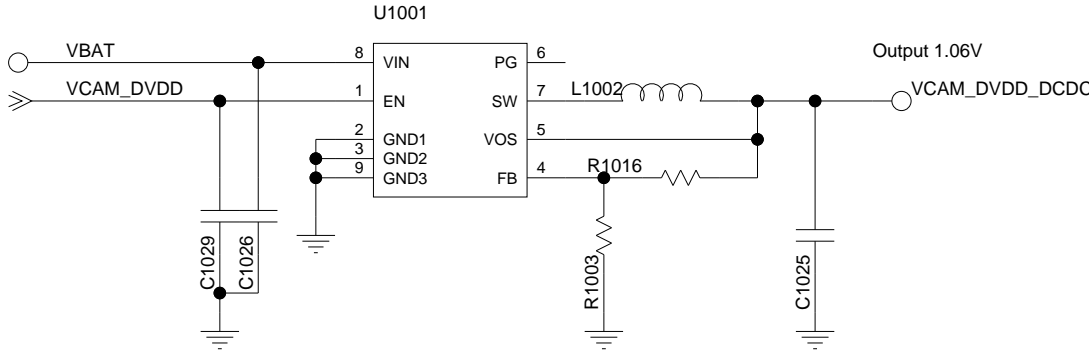 U1001
VBAT
8
VIN
PG
6
Output 1.06V
VCAM_DVDD
1
EN
SW
7
L1002
VCAM_DVDD_DCDC
2
GND1
VOS
5
3
GND2
9
GND3
FB
4
R1016
C1029
C1026
R1003
C1025